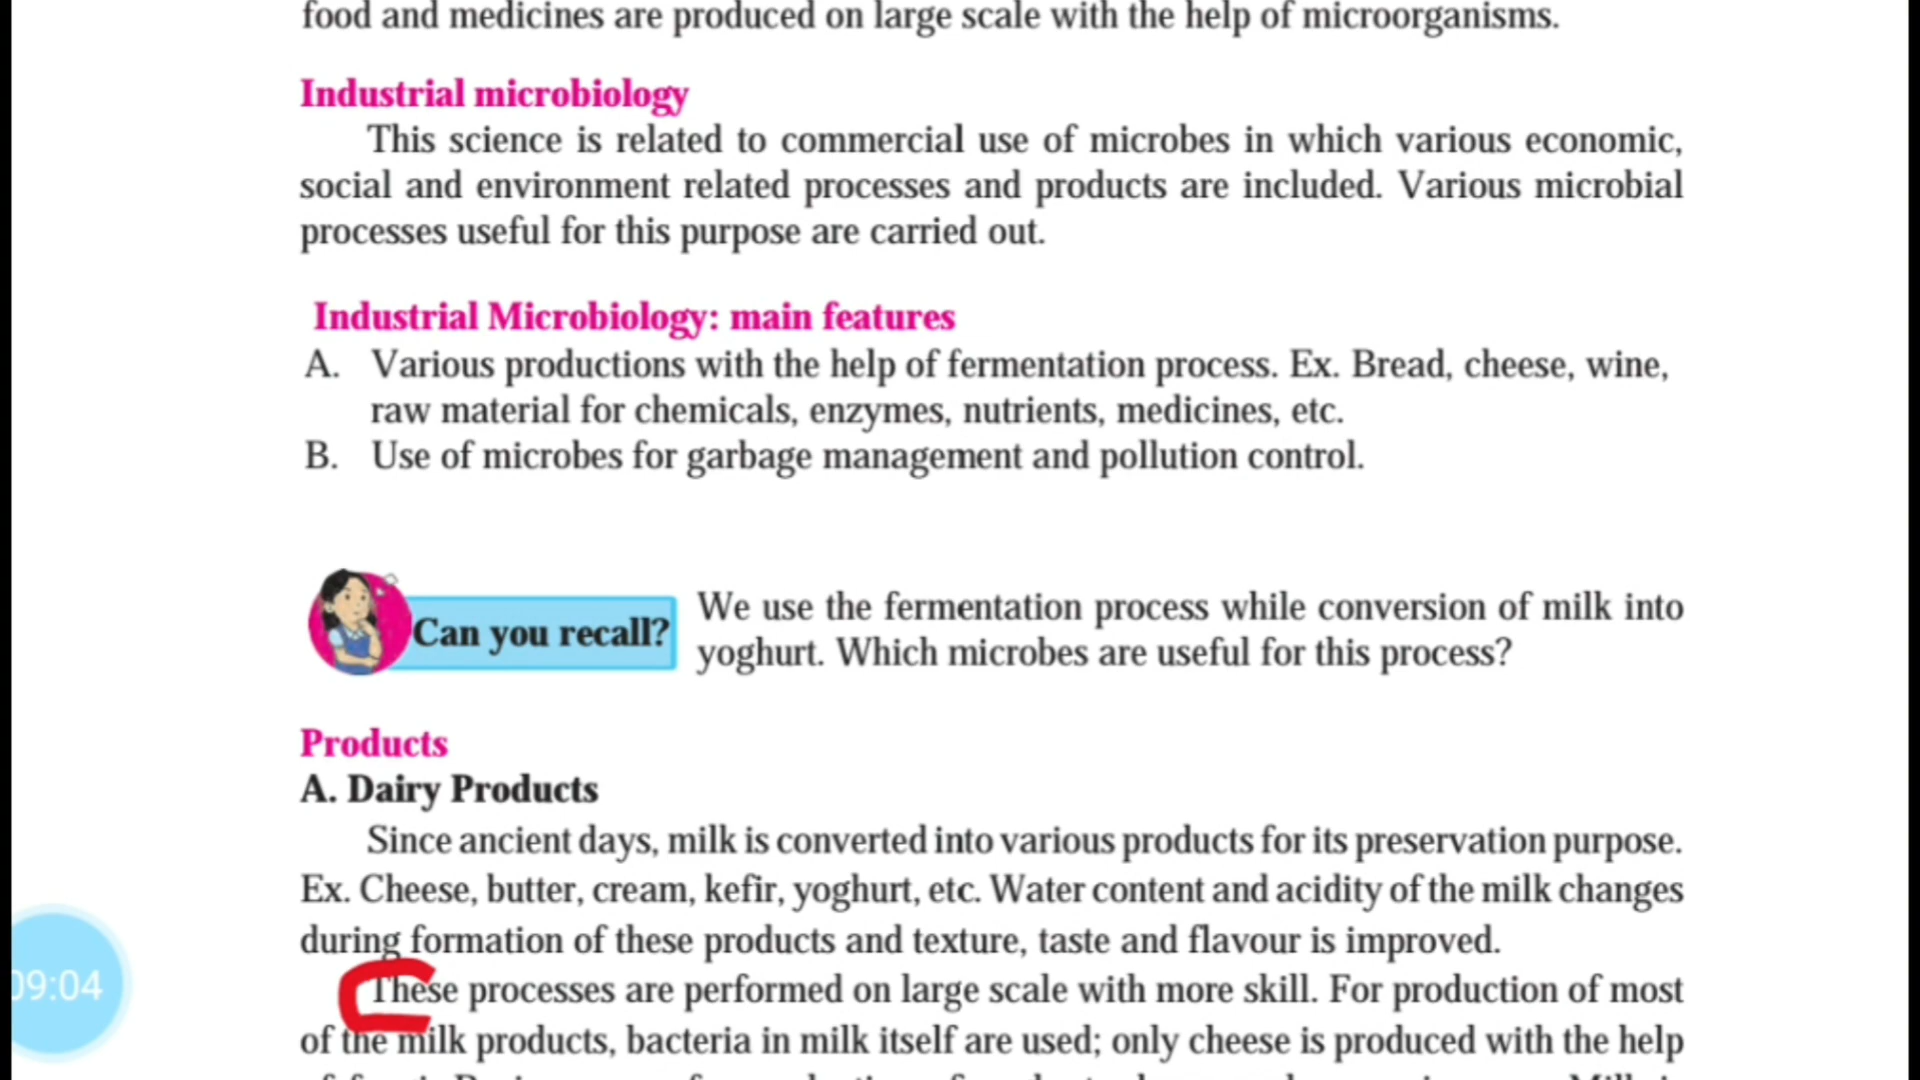 food and medicines are produced on large scale with the help of microorganisms.
Industrial microbiology
This science is related to commercial use of microbes in which various economic,
social and environment related processes and products are included. Various microbial
processes useful for this purpose are carried out.
Industrial Microbiology: main features
A. Various productions with the help of fermentation process. Ex. Bread, cheese, wine,
raw material for chemicals, enzymes, nutrients, medicines, etc.
B. Use of microbes for garbage management and pollution control.
Can you recall?
We use the fermentation process while conversion of milk into
yoghurt. Which microbes are useful for this process?
Products
A. Dairy Products
Since ancient days, milk is converted into various products for its preservation purpose.
Ex. Cheese, butter, cream, kefir, yoghurt, etc. Water content and acidity of the milk changes
during formation of these products and texture, taste and flavour is improved.
These processes are performed on large scale with more skill. For production of most
of the milk products, bacteria in milk itself are used; only cheese is produced with the help
09:04